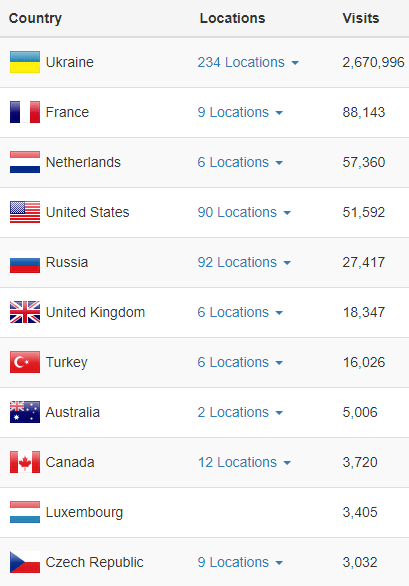 Country Locations Visits
Ukraine 234 Locations 2,670,996
France 9 Locations 88,143
Netherlands 6 Locations 57,360
United States 90 Locations 51,592
Russia 92 Locations 27,417
United Kingdom 6 Locations 18,347
Turkey 6 Locations 16,026
Australia 2 Locations 5,006
Canada 12 Locations 3,720
Luxembourg 3,405
Czech Republic 9 Locations 3,032